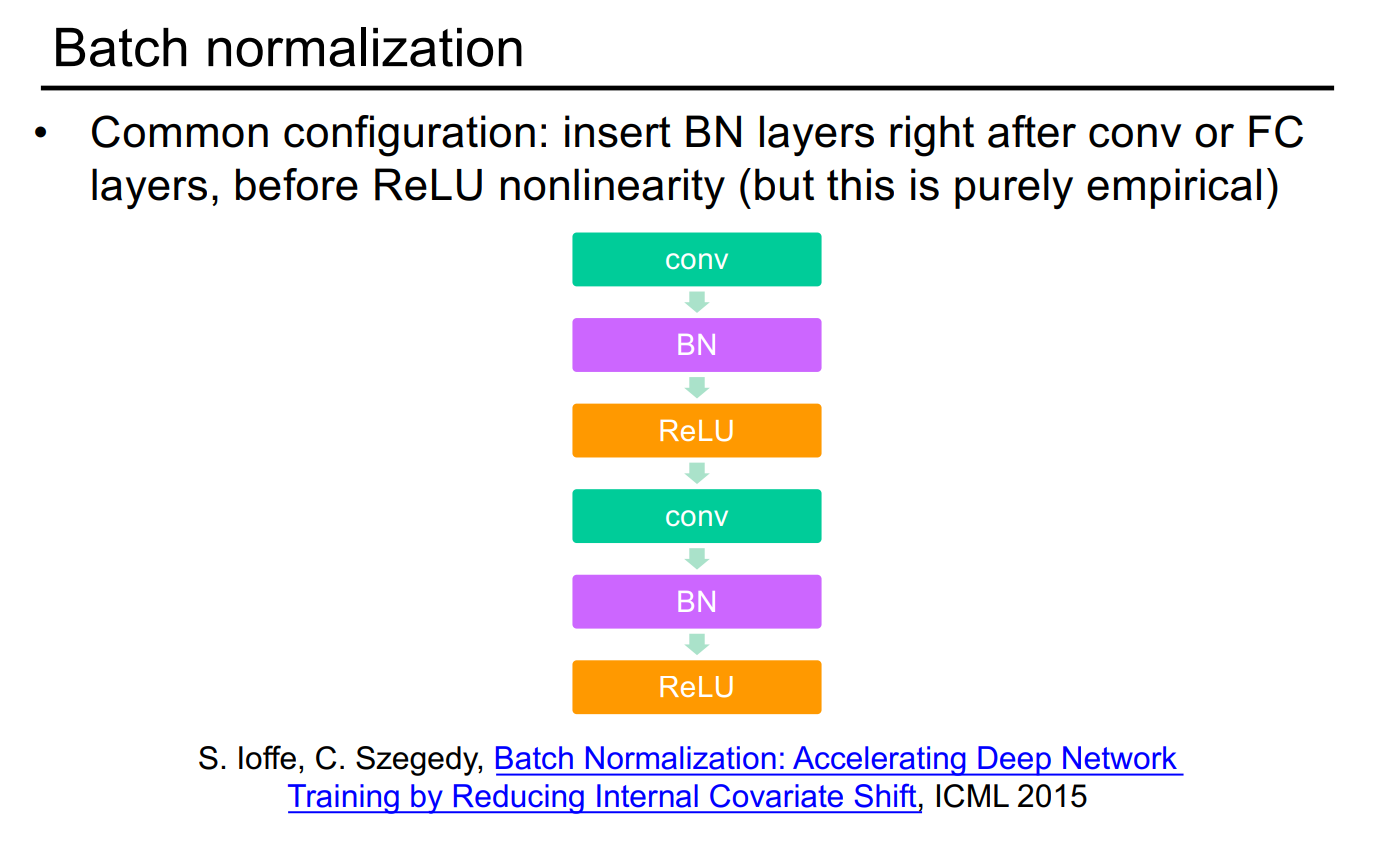 Batch normalization
• Common configuration: insert BN layers right after conv or FC
layers, before ReLU nonlinearity (but this is purely empirical)
conv
BN
ReLU
conv
BN
ReLU
S. Ioffe, C. Szegedy, Batch Normalization: Accelerating Deep Network
Training by Reducing Internal Covariate Shift, ICML 2015